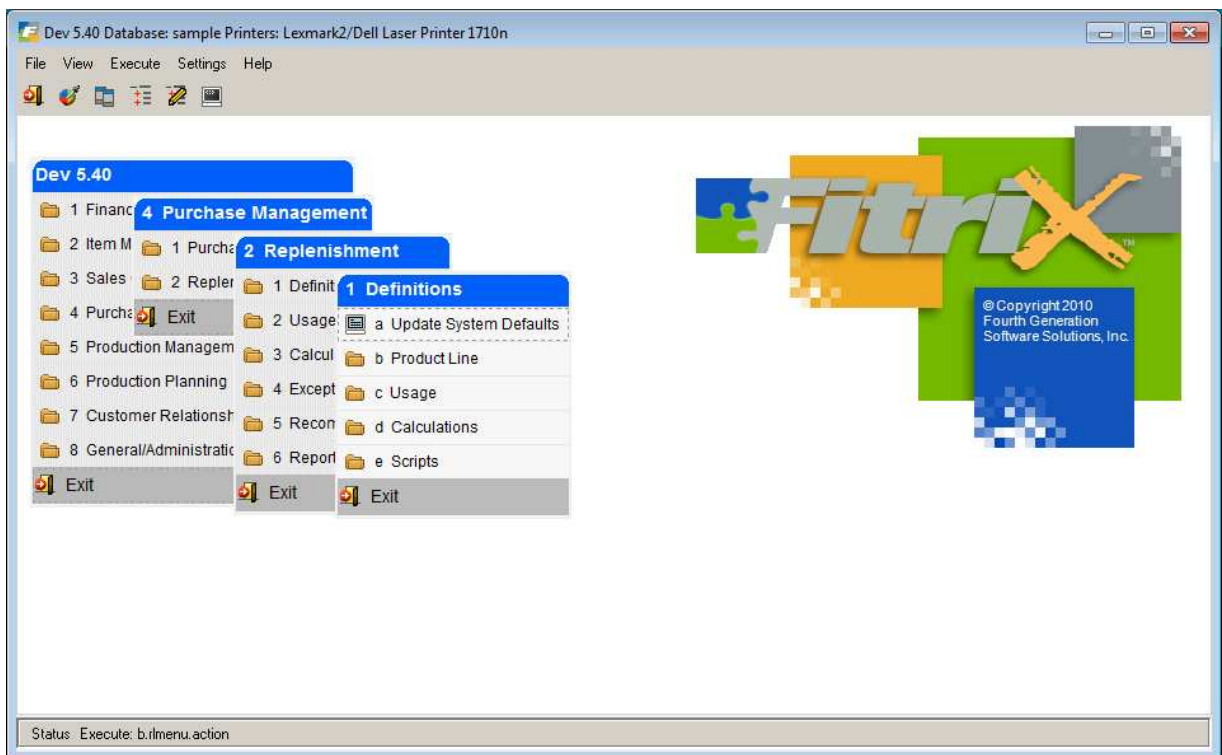 Dev 5.40 Database: sample Printers: Lexmark2/Dell Laser Printer 1710n
File View Execute Settings Help
Dev 5.40
1 Financ
2 Item M
3 Sales
4 Purcha
5 Production Managem
6 Production Planning
7 Customer Relationsh
8 General/Administratio
Exit
4 Purchase Management
1 Purcha
2 Replen
Exit
2 Replenishment
1 Definit
2 Usage
3 Calcul
4 Except
5 Recom
6 Report
Exit
1 Definitions
a Update System Defaults
b Product Line
c Usage
d Calculations
e Scripts
Exit
FitriX ™
© Copyright 2010
Fourth Generation
Software Solutions, Inc.
Status Execute: b.rlmenu.action